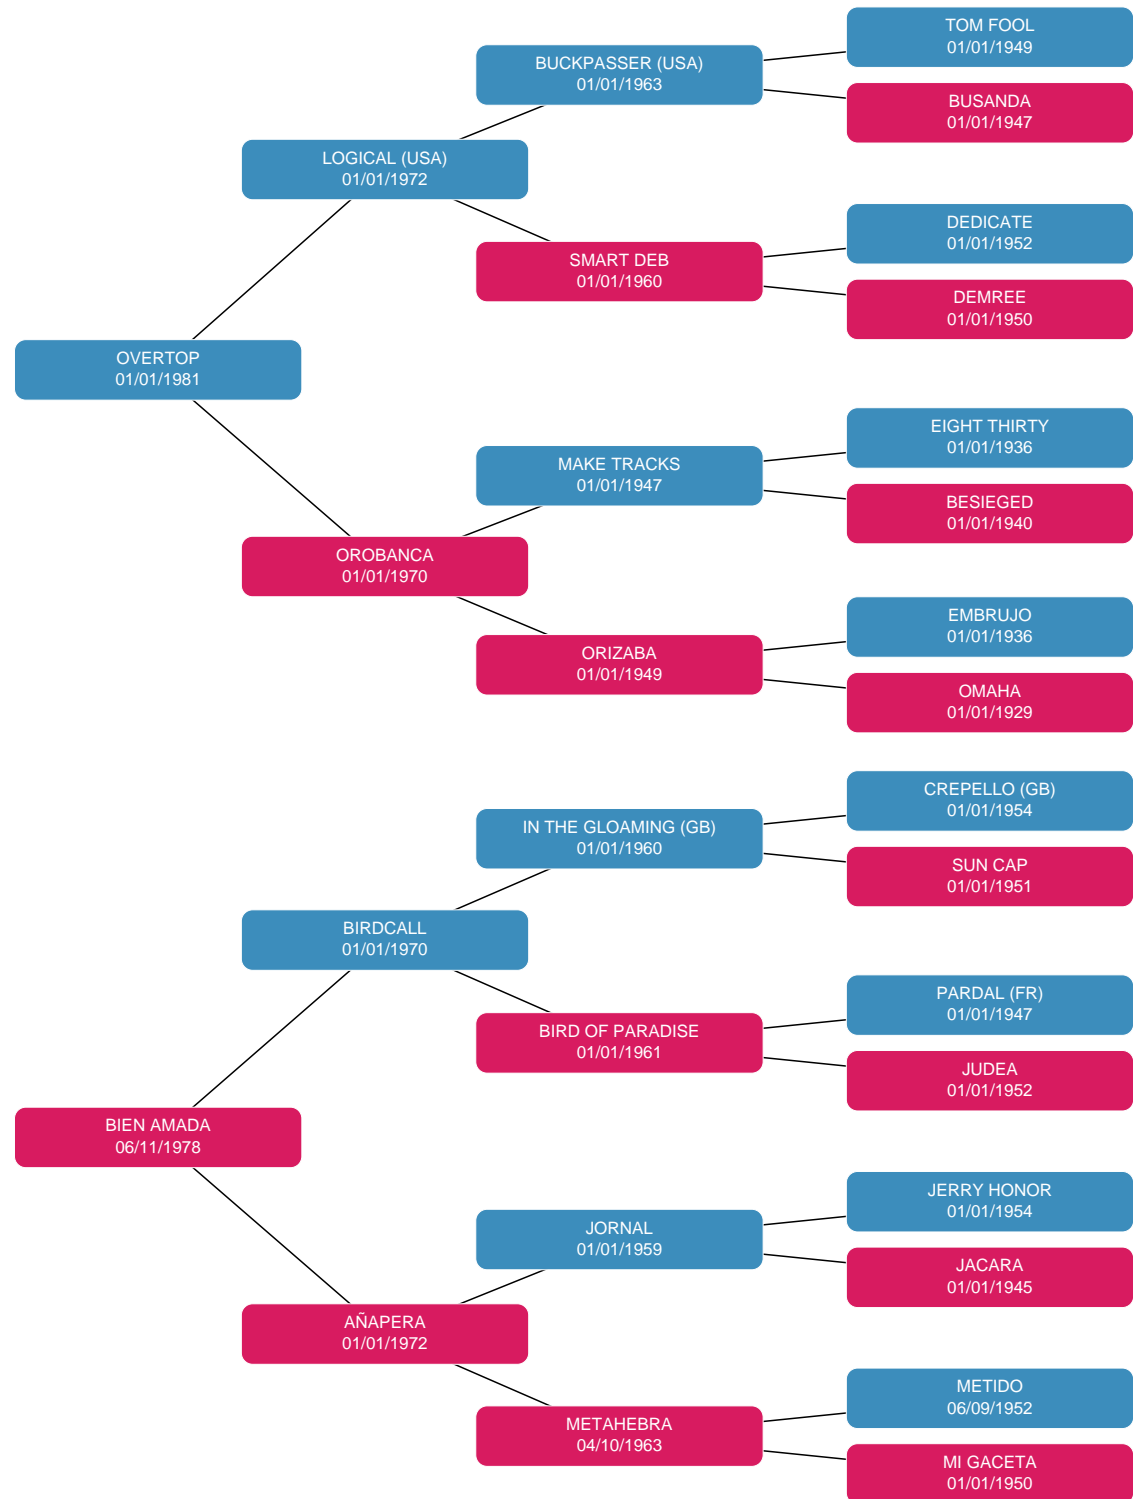 TOM FOOL
01/01/1949
BUCKPASSER (USA)
01/01/1963
BUSANDA
01/01/1947
LOGICAL (USA)
01/01/1972
DEDICATE
01/01/1952
SMART DEB
01/01/1960
DEMREE
01/01/1950
OVERTOP
01/01/1981
EIGHT THIRTY
01/01/1936
MAKE TRACKS
01/01/1947
BESIEGED
01/01/1940
OROBANCA
01/01/1970
EMBRUJO
01/01/1936
ORIZABA
01/01/1949
OMAHA
01/01/1929
CREPELLO (GB)
01/01/1954
IN THE GLOAMING (GB)
01/01/1960
SUN CAP
01/01/1951
BIRDCALL
01/01/1970
PARDAL (FR)
01/01/1947
BIRD OF PARADISE
01/01/1961
JUDEA
01/01/1952
BIEN AMADA
06/11/1978
JERRY HONOR
01/01/1954
JORNAL
01/01/1959
JACARA
01/01/1945
AÑAPERA
01/01/1972
METIDO
06/09/1952
METAHEBRA
04/10/1963
MI GACETA
01/01/1950